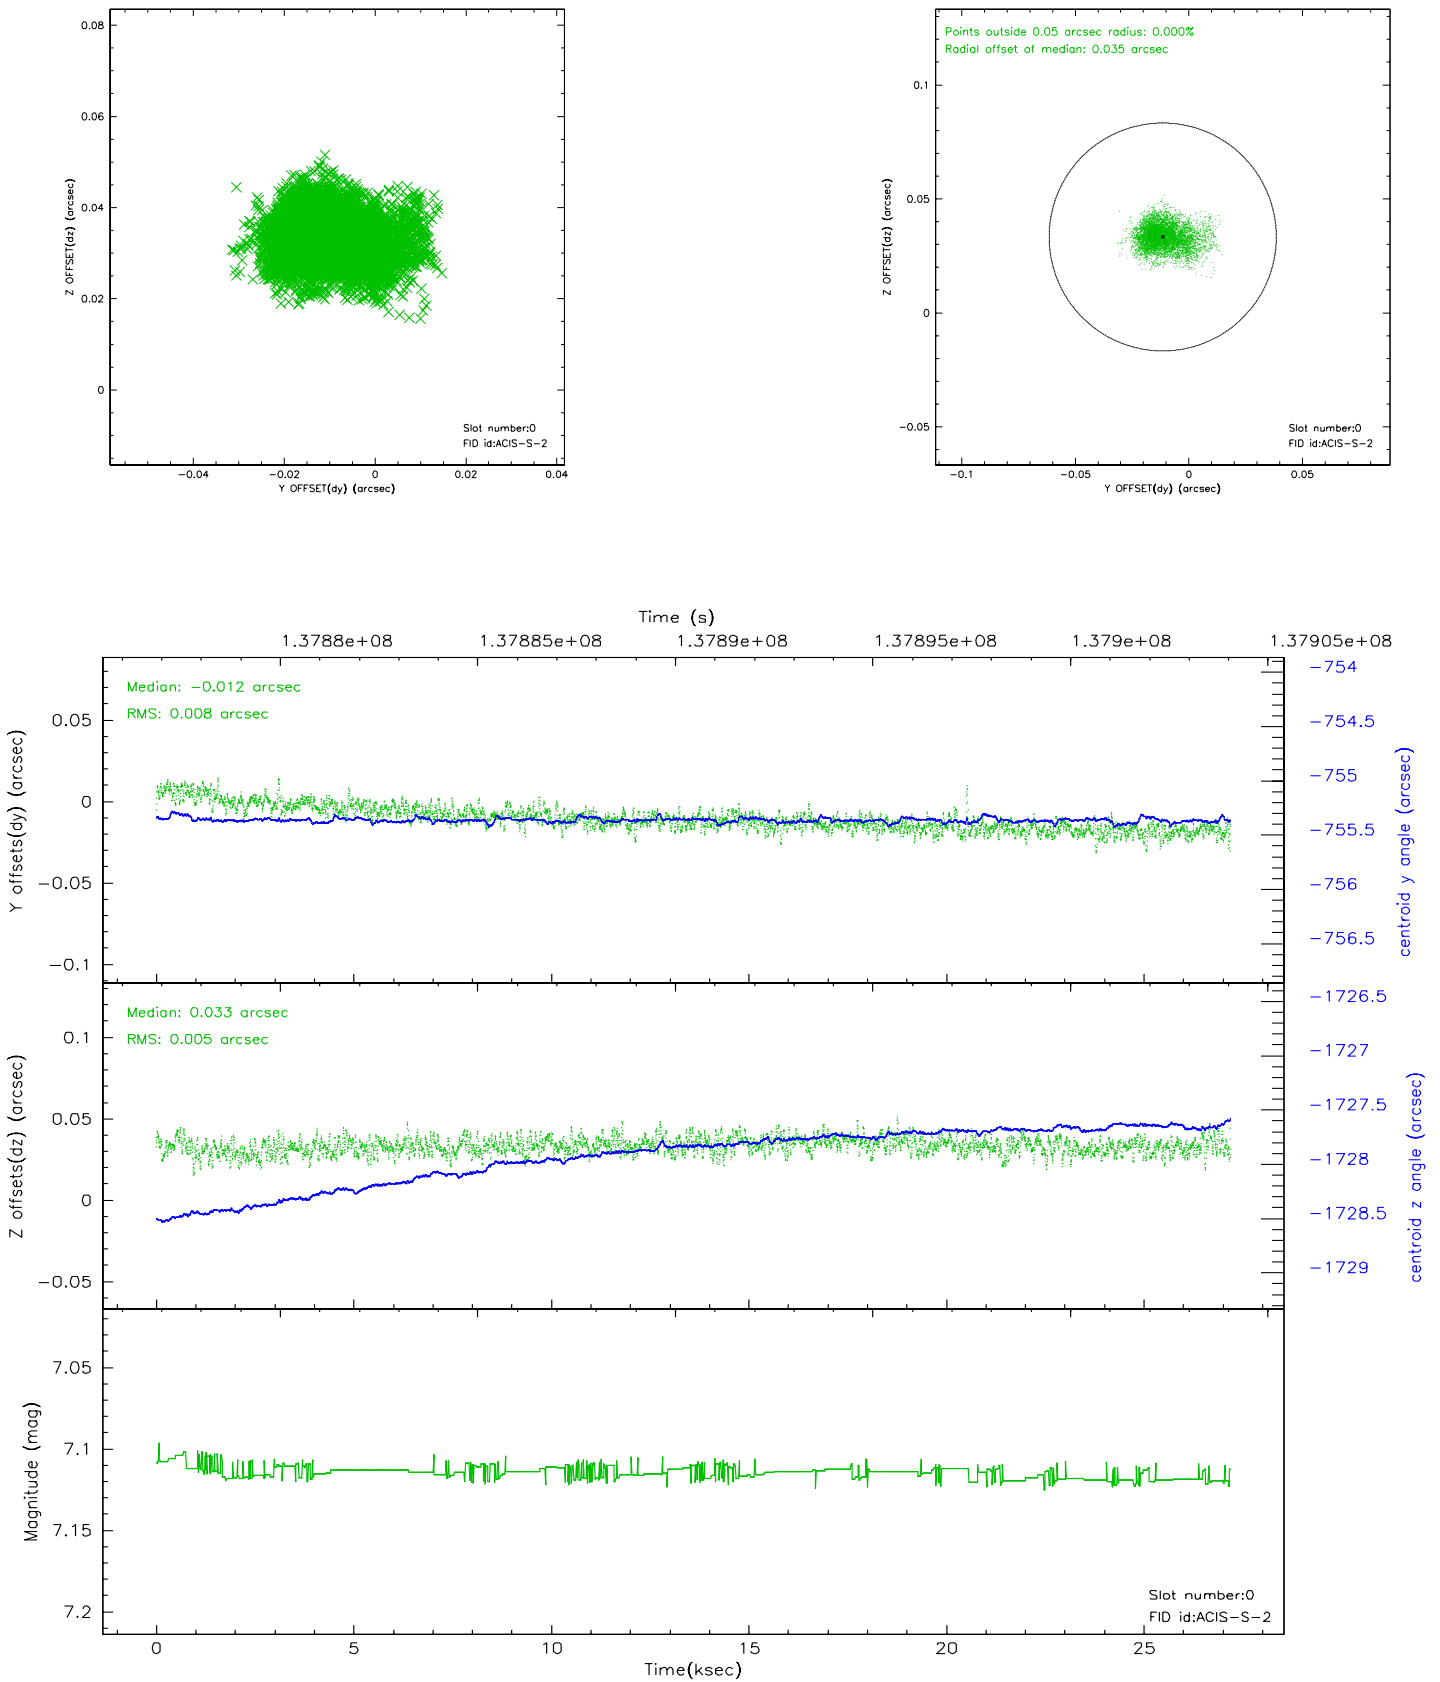 0.08
0.06
0.04
0.02
0
Z OFFSET(dz) (arcsec)
Slot number:0
FID id:ACIS-S-2
-0.04 -0.02 0 0.02 0.04
Y OFFSET(dy) (arcsec)
Points outside 0.05 arcsec radius: 0.000%
Radial offset of median: 0.035 arcsec
0.1
0.05
0
-0.05
Z OFFSET(dz) (arcsec)
Slot number:0
FID id:ACIS-S-2
-0.1 -0.05 0 0.05
Y OFFSET(dy) (arcsec)
Time (s)
1.3788e+08 1.37885e+08 1.3789e+08 1.37895e+08 1.379e+08 1.37905e+08
Median: -0.012 arcsec
RMS: 0.008 arcsec
0.05
0
-0.05
-0.1
Y offsets(dy) (arcsec)
-754
-754.5
-755
-755.5
-756
-756.5
centroid y angle (arcsec)
Median: 0.033 arcsec
RMS: 0.005 arcsec
0.1
0.05
0
-0.05
Z offsets(dz) (arcsec)
-1726.5
-1727
-1727.5
-1728
-1728.5
-1729
centroid z angle (arcsec)
7.05
7.1
7.15
7.2
Magnitude (mag)
Slot number:0
FID id:ACIS-S-2
0 5 10 15 20 25
Time(ksec)